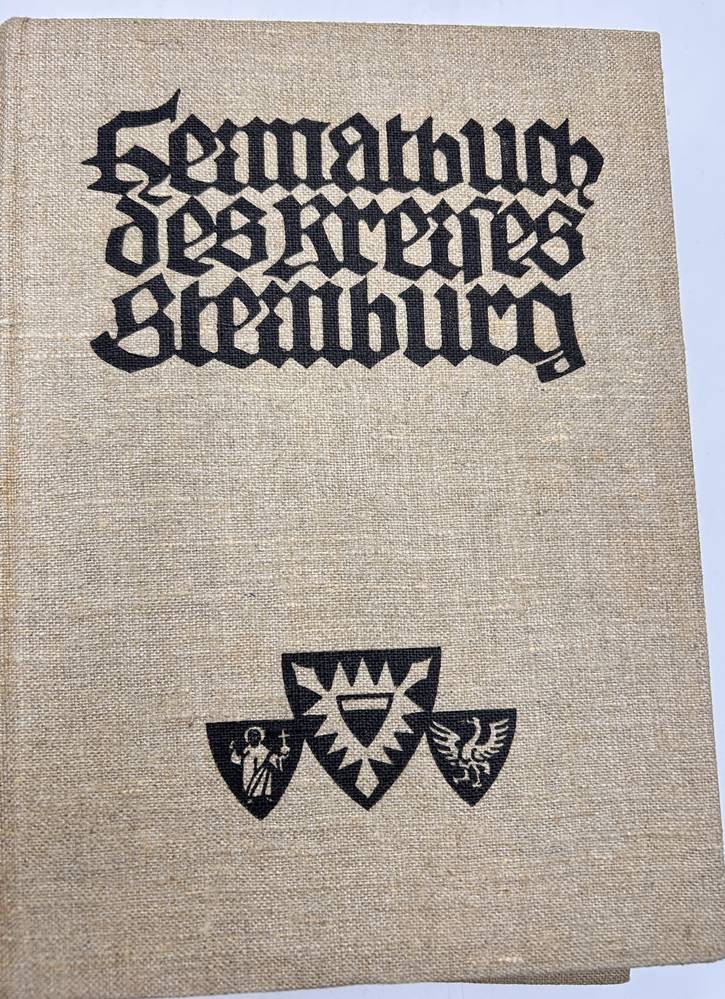 Heimatbuch
des Kreiſes
Steinburg